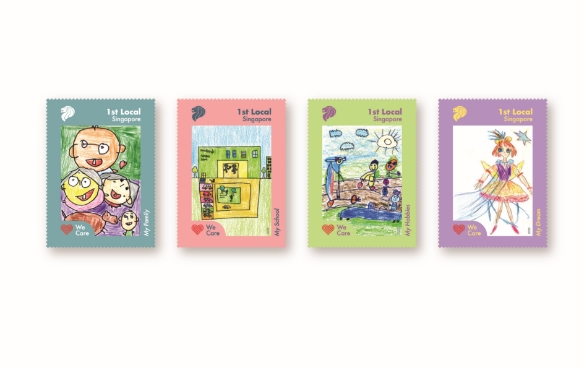 1st Local
Singapore
We
Care
My Family
1st Local
Singapore
We
Care
My School
1st Local
Singapore
We
Care
My Hobbies
1st Local
Singapore
We
Care
My Dream